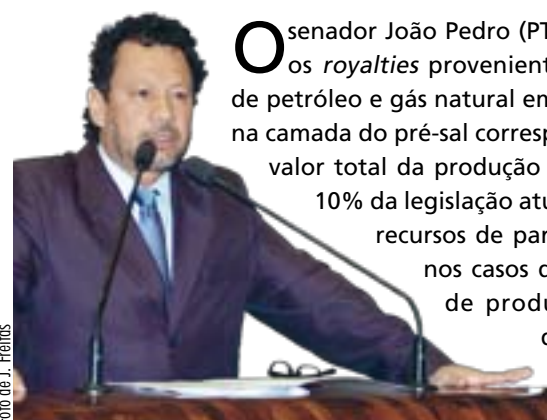 O senador João Pedro (PT
os royalties provenient
de petróleo e gás natural em
na camada do pré-sal corresp
valor total da produção
10% da legislação atu
recursos de par
nos casos d
de produ
Foto de J. Freitas